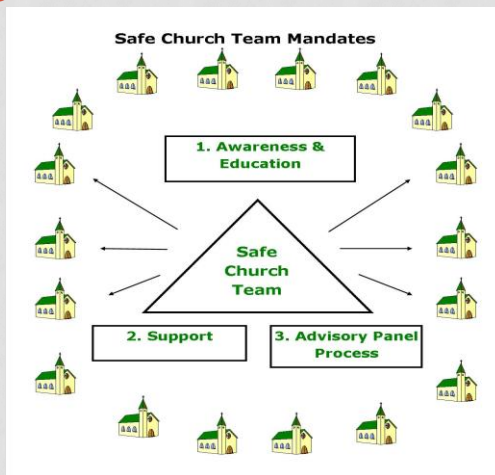 Safe Church Team Mandates
1. Awareness &
Education
Safe
Church
Team
2. Support
3. Advisory Panel
Process